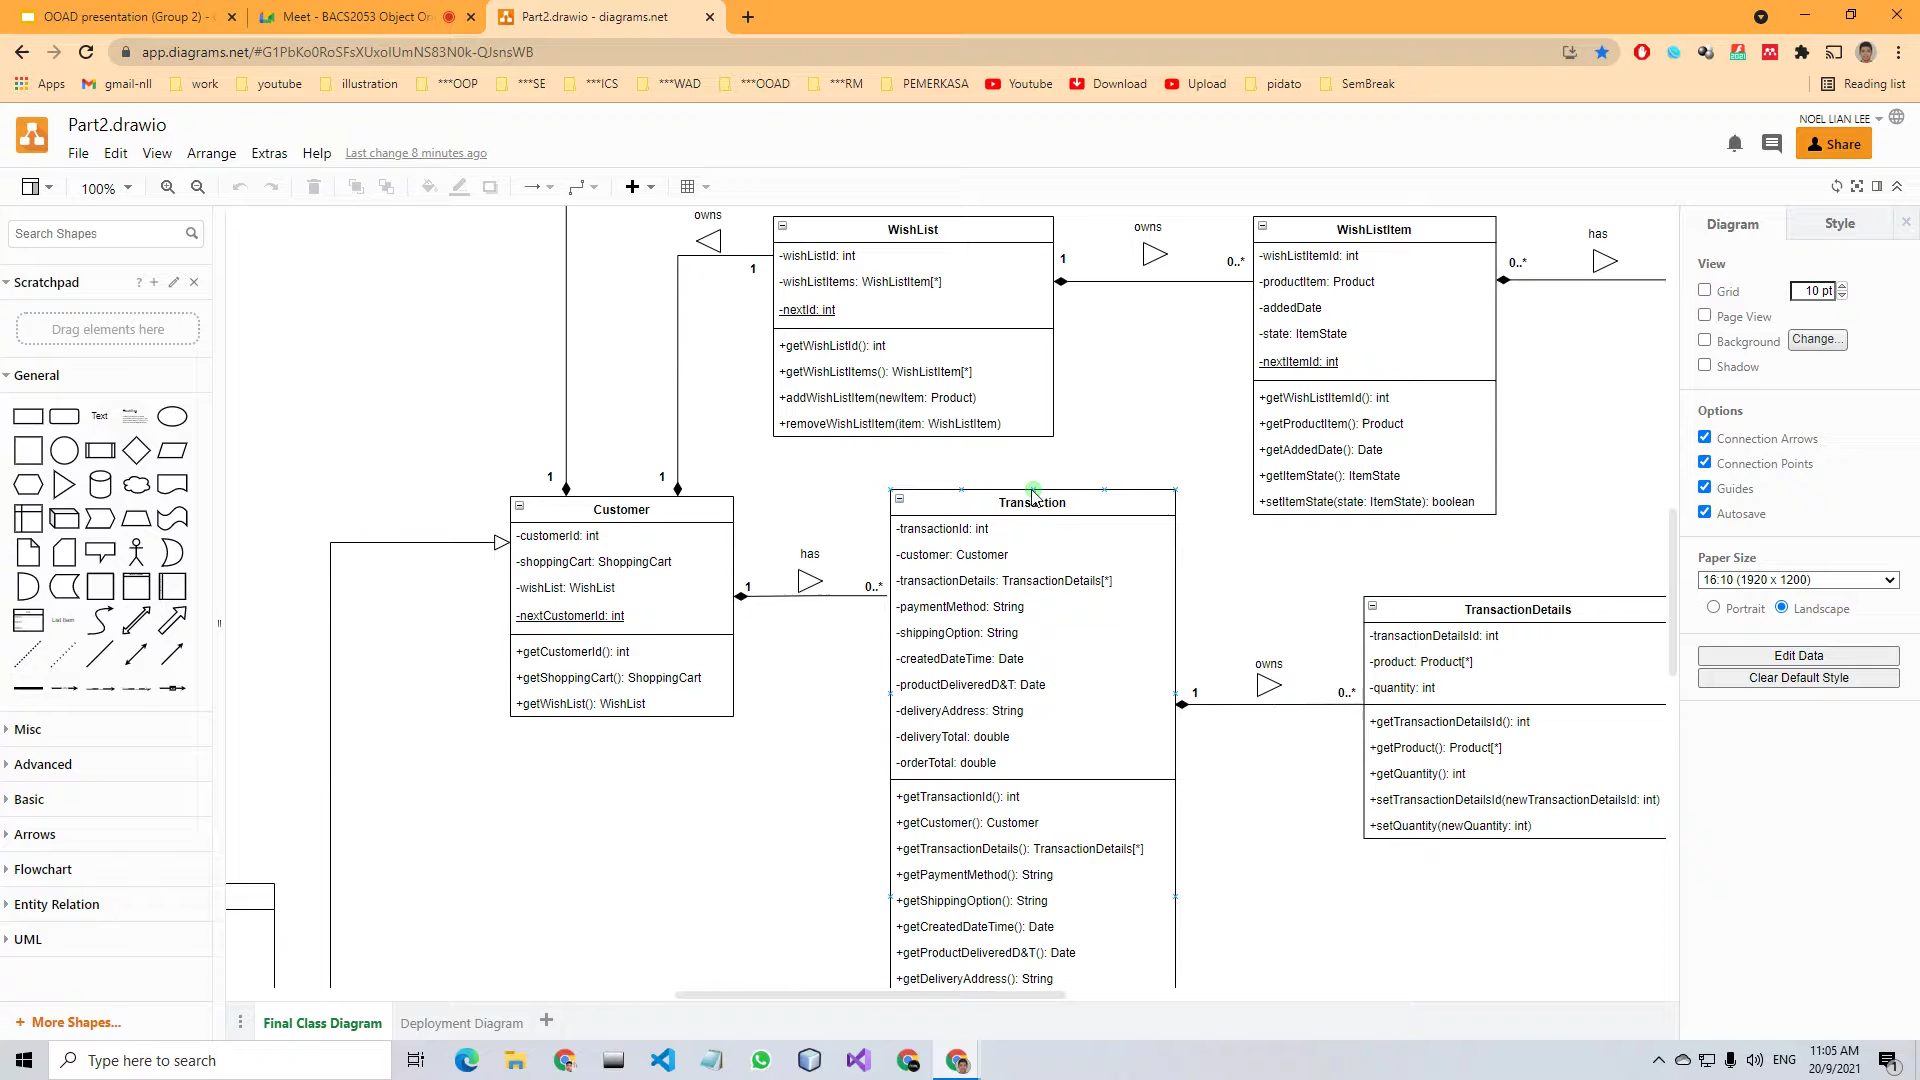 OOAD presentation (Group 2) -
Meet - BACS2053 Object On
Part2.drawio - diagrams.net
app.diagrams.net/#G1PbKo0RoSFsXUxoIUmNS83N0k-QJsnsWB
Apps gmail-nll work youtube illustration ***OOP ***SE ***ICS ***WAD ***OOAD ***RM PEMERKASA Youtube Download Upload pidato SemBreak Reading list
Part2.drawio
NOEL LIAN LEE
File Edit View Arrange Extras Help Last change 8 minutes ago
Share
100%
Search Shapes
Scratchpad
Drag elements here
General
Text
Heading
List Item
Misc
Advanced
Basic
Arrows
Flowchart
Entity Relation
UML
+ More Shapes...
owns
1
WishList
-wishListId: int
-wishListItems: WishListItem[*]
-nextId: int
+getWishListId(): int
+getWishListItems(): WishListItem[*]
+addWishListItem(newItem: Product)
+removeWishListItem(item: WishListItem)
1
owns
0..*
WishListItem
-wishListItemId: int
-productItem: Product
-addedDate
-state: ItemState
-nextItemId: int
+getWishListItemId(): int
+getProductItem(): Product
+getAddedDate(): Date
+getItemState(): ItemState
+setItemState(state: ItemState): boolean
0..*
has
1
1
Customer
-customerId: int
-shoppingCart: ShoppingCart
-wishList: WishList
-nextCustomerId: int
+getCustomerId(): int
+getShoppingCart(): ShoppingCart
+getWishList(): WishList
has
1
0..*
Transaction
-transactionId: int
-customer: Customer
-transactionDetails: TransactionDetails[*]
-paymentMethod: String
-shippingOption: String
-createdDateTime: Date
-productDeliveredD&T: Date
-deliveryAddress: String
-deliveryTotal: double
-orderTotal: double
+getTransactionId(): int
+getCustomer(): Customer
+getTransactionDetails(): TransactionDetails[*]
+getPaymentMethod(): String
+getShippingOption(): String
+getCreatedDateTime(): Date
+getProductDeliveredD&T(): Date
+getDeliveryAddress(): String
owns
1
0..*
TransactionDetails
-transactionDetailsId: int
-product: Product[*]
-quantity: int
+getTransactionDetailsId(): int
+getProduct(): Product[*]
+getQuantity(): int
+setTransactionDetailsId(newTransactionDetailsId: int)
+setQuantity(newQuantity: int)
Diagram Style
View
Grid 10 pt
Page View
Background Change...
Shadow
Options
Connection Arrows
Connection Points
Guides
Autosave
Paper Size
16:10 (1920 x 1200)
Portrait Landscape
Edit Data
Clear Default Style
Final Class Diagram Deployment Diagram
Type here to search
ENG
11:05 AM
20/9/2021
1